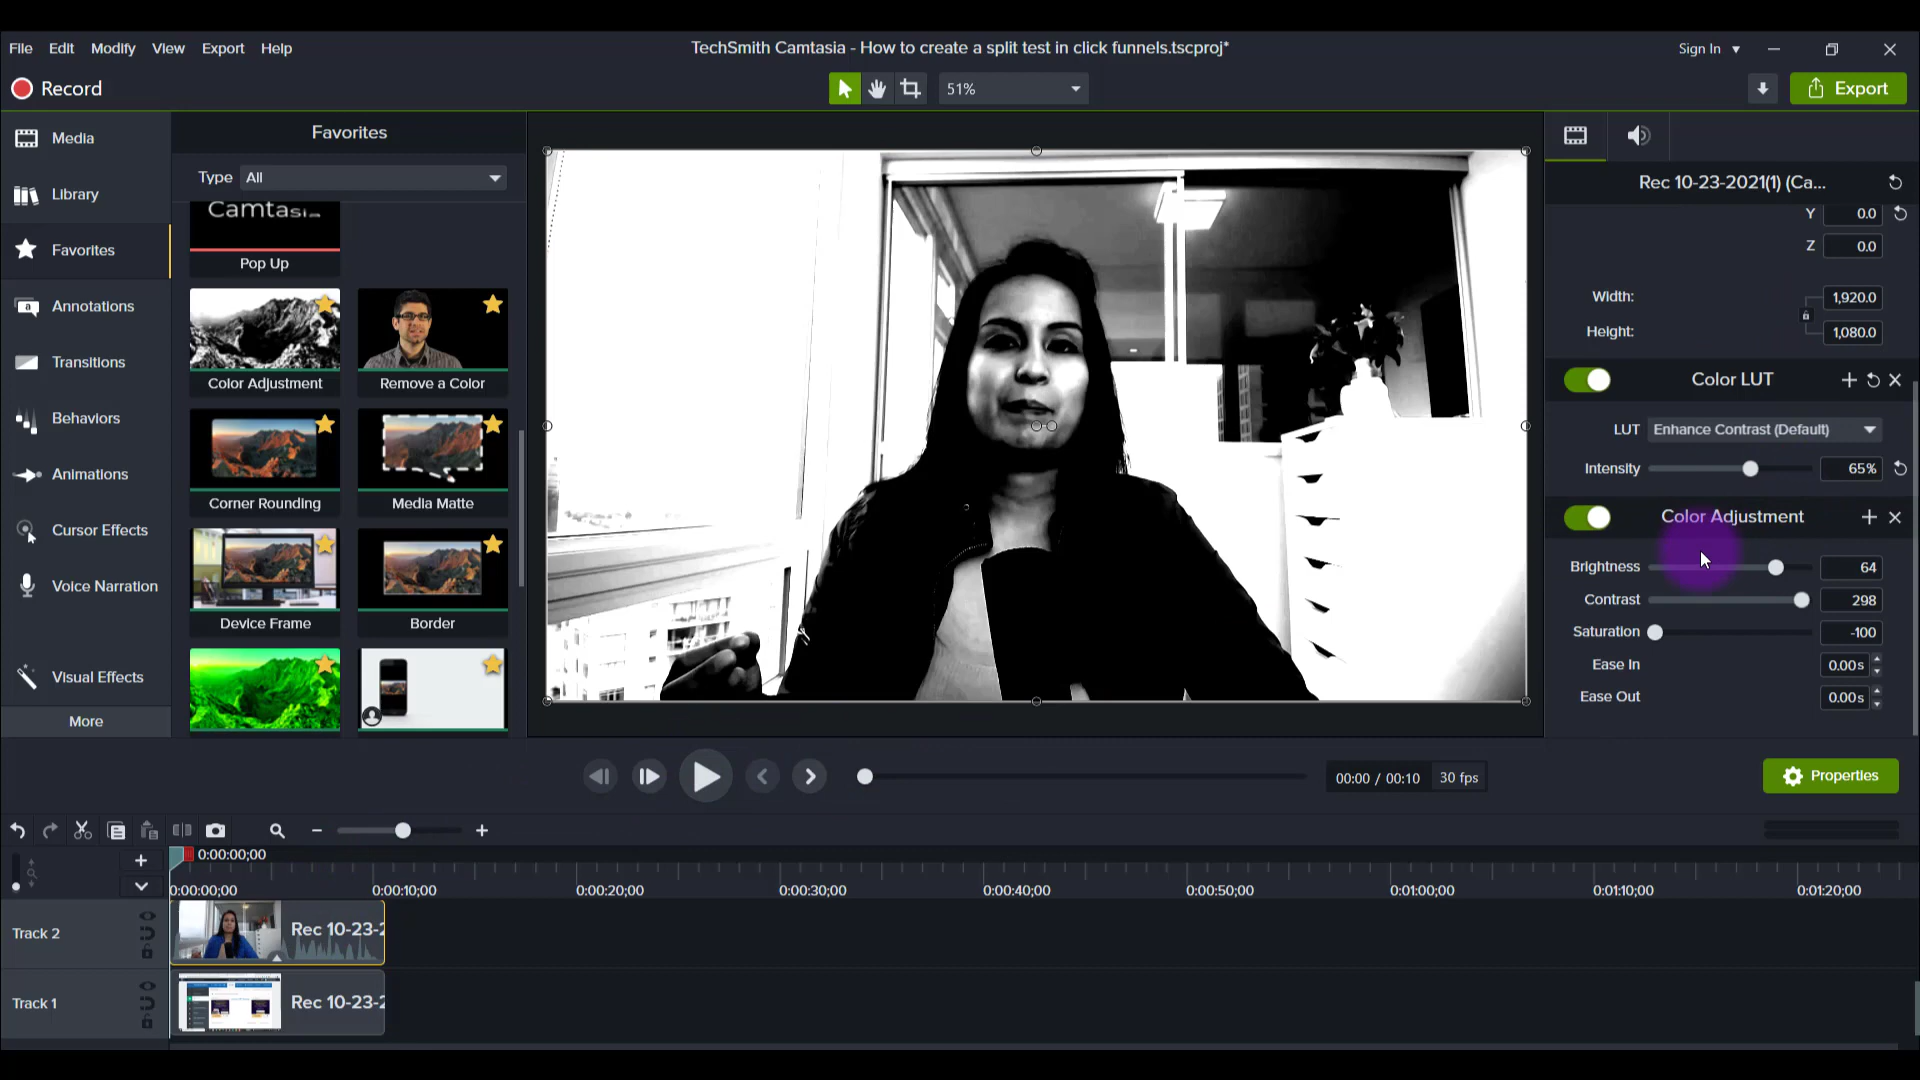 File Edit Modify View Export Help
TechSmith Camtasia - How to create a split test in click funnels.tscproj*
Sign In
Record
51%
Export
Media
Library
Favorites
Annotations
Transitions
Behaviors
Animations
Cursor Effects
Voice Narration
Visual Effects
More
Favorites
Type All
Camtasia
Pop Up
Color Adjustment
Remove a Color
Corner Rounding
Media Matte
Device Frame
Border
Rec 10-23-2021(1) (Ca...
Y 0.0
Z 0.0
Width: 1,920.0
Height: 1,080.0
Color LUT
LUT Enhance Contrast (Default)
Intensity 65%
Color Adjustment
Brightness 64
Contrast 298
Saturation -100
Ease In 0.00s
Ease Out 0.00s
00:00 / 00:10 30 fps
Properties
0:00:00;00
0:00:00;00 0:00:10;00 0:00:20;00 0:00:30;00 0:00:40;00 0:00:50;00 0:01:00;00 0:01:10;00 0:01:20;00
Track 2
Rec 10-23-2
Track 1
Rec 10-23-2